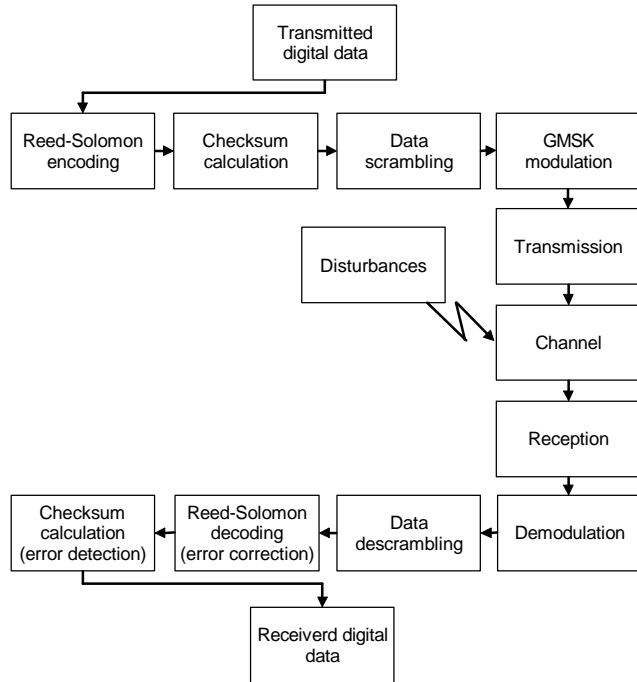 Transmitted
digital data
Reed-Solomon
encoding
Checksum
calculation
Data
scrambling
GMSK
modulation
Transmission
Disturbances
Channel
Reception
Checksum
calculation
(error detection)
Reed-Solomon
decoding
(error correction)
Data
descrambling
Demodulation
Receiverd digital
data